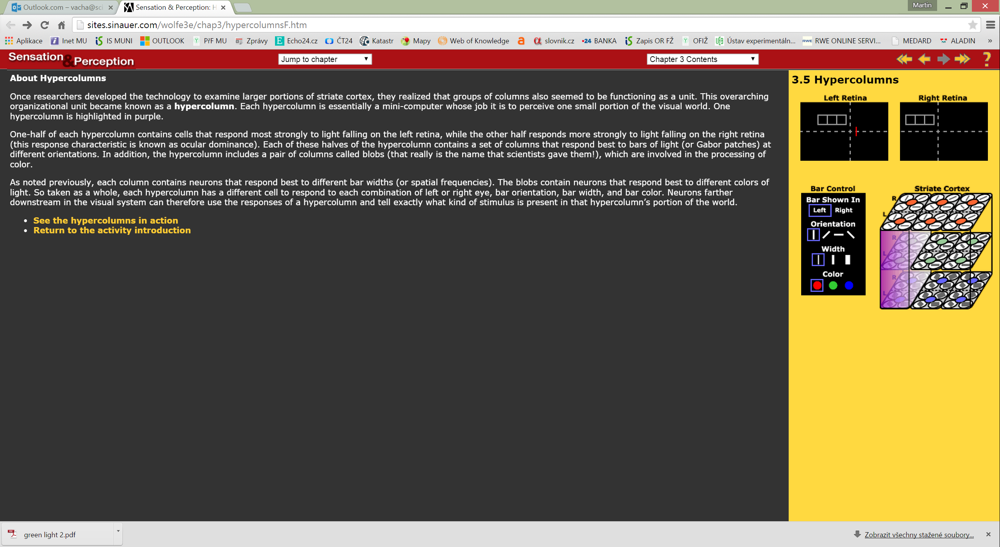 Outlook.com – vacha@sci
Sensation & Perception: H
Martin
sites.sinauer.com/wolfe3e/chap3/hypercolumnsF.htm
Aplikace Inet MU IS MUNI OUTLOOK PřF MU Zprávy Echo24.cz ČT24 Katastr Mapy Web of Knowledge slovnik.cz BANKA Zapis OR FŽ OFIŽ Ústav experimentáln... RWE ONLINE SERVI... MEDARD ALADIN »
Sensation & Perception
Jump to chapter
Chapter 3 Contents
?
About Hypercolumns
Once researchers developed the technology to examine larger portions of striate cortex, they realized that groups of columns also seemed to be functioning as a unit. This overarching
organizational unit became known as a hypercolumn. Each hypercolumn is essentially a mini-computer whose job it is to perceive one small portion of the visual world. One
hypercolumn is highlighted in purple.
One-half of each hypercolumn contains cells that respond most strongly to light falling on the left retina, while the other half responds more strongly to light falling on the right retina
(this response characteristic is known as ocular dominance). Each of these halves of the hypercolumn contains a set of columns that respond best to bars of light (or Gabor patches) at
different orientations. In addition, the hypercolumn includes a pair of columns called blobs (that really is the name that scientists gave them!), which are involved in the processing of
color.
As noted previously, each column contains neurons that respond best to different bar widths (or spatial frequencies). The blobs contain neurons that respond best to different colors of
light. So taken as a whole, each hypercolumn has a different cell to respond to each combination of left or right eye, bar orientation, bar width, and bar color. Neurons farther
downstream in the visual system can therefore use the responses of a hypercolumn and tell exactly what kind of stimulus is present in that hypercolumn’s portion of the world.
• See the hypercolumns in action
• Return to the activity introduction
3.5 Hypercolumns
Left Retina
Right Retina
Bar Control
Bar Shown In
Left Right
Orientation
Width
Color
Striate Cortex
R
L
R
L
R
L
green light 2.pdf
Zobrazit všechny stažené soubory...